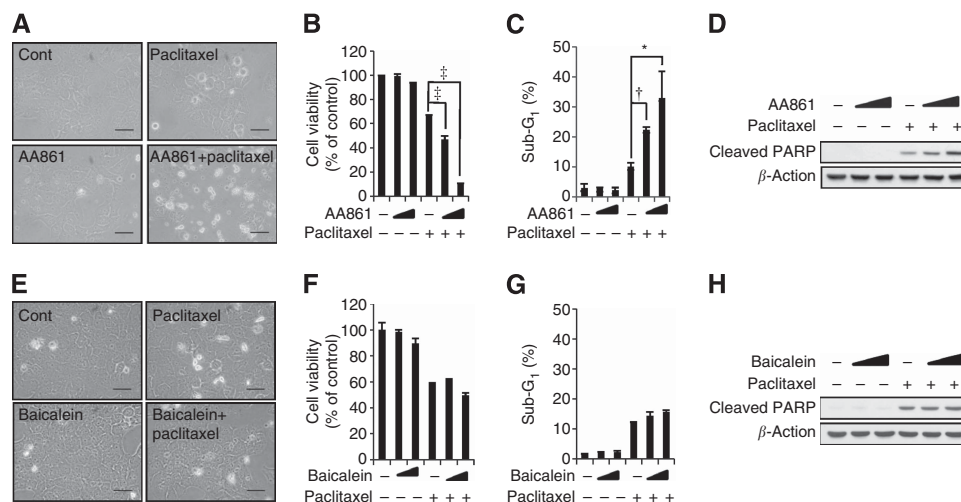 A
Cont
Paclitaxel
AA861
AA861+paclitaxel
B
Cell viability
(% of control)
120
100
80
60
40
20
0
‡
‡
AA861 –
Paclitaxel – – – + + +
C
Sub-G1 (%)
50
40
30
20
10
0
*
†
AA861 – –
Paclitaxel – – – + + +
D
AA861 – –
Paclitaxel – – – + + +
Cleaved PARP
β-Action
E
Cont
Paclitaxel
Baicalein
Baicalein+
paclitaxel
F
Cell viability
(% of control)
120
100
80
60
40
20
0
Baicalein – –
Paclitaxel – – – + + +
G
Sub-G1 (%)
50
40
30
20
10
0
Baicalein – –
Paclitaxel – – – + + +
H
Baicalein – –
Paclitaxel – – – + + +
Cleaved PARP
β-Action